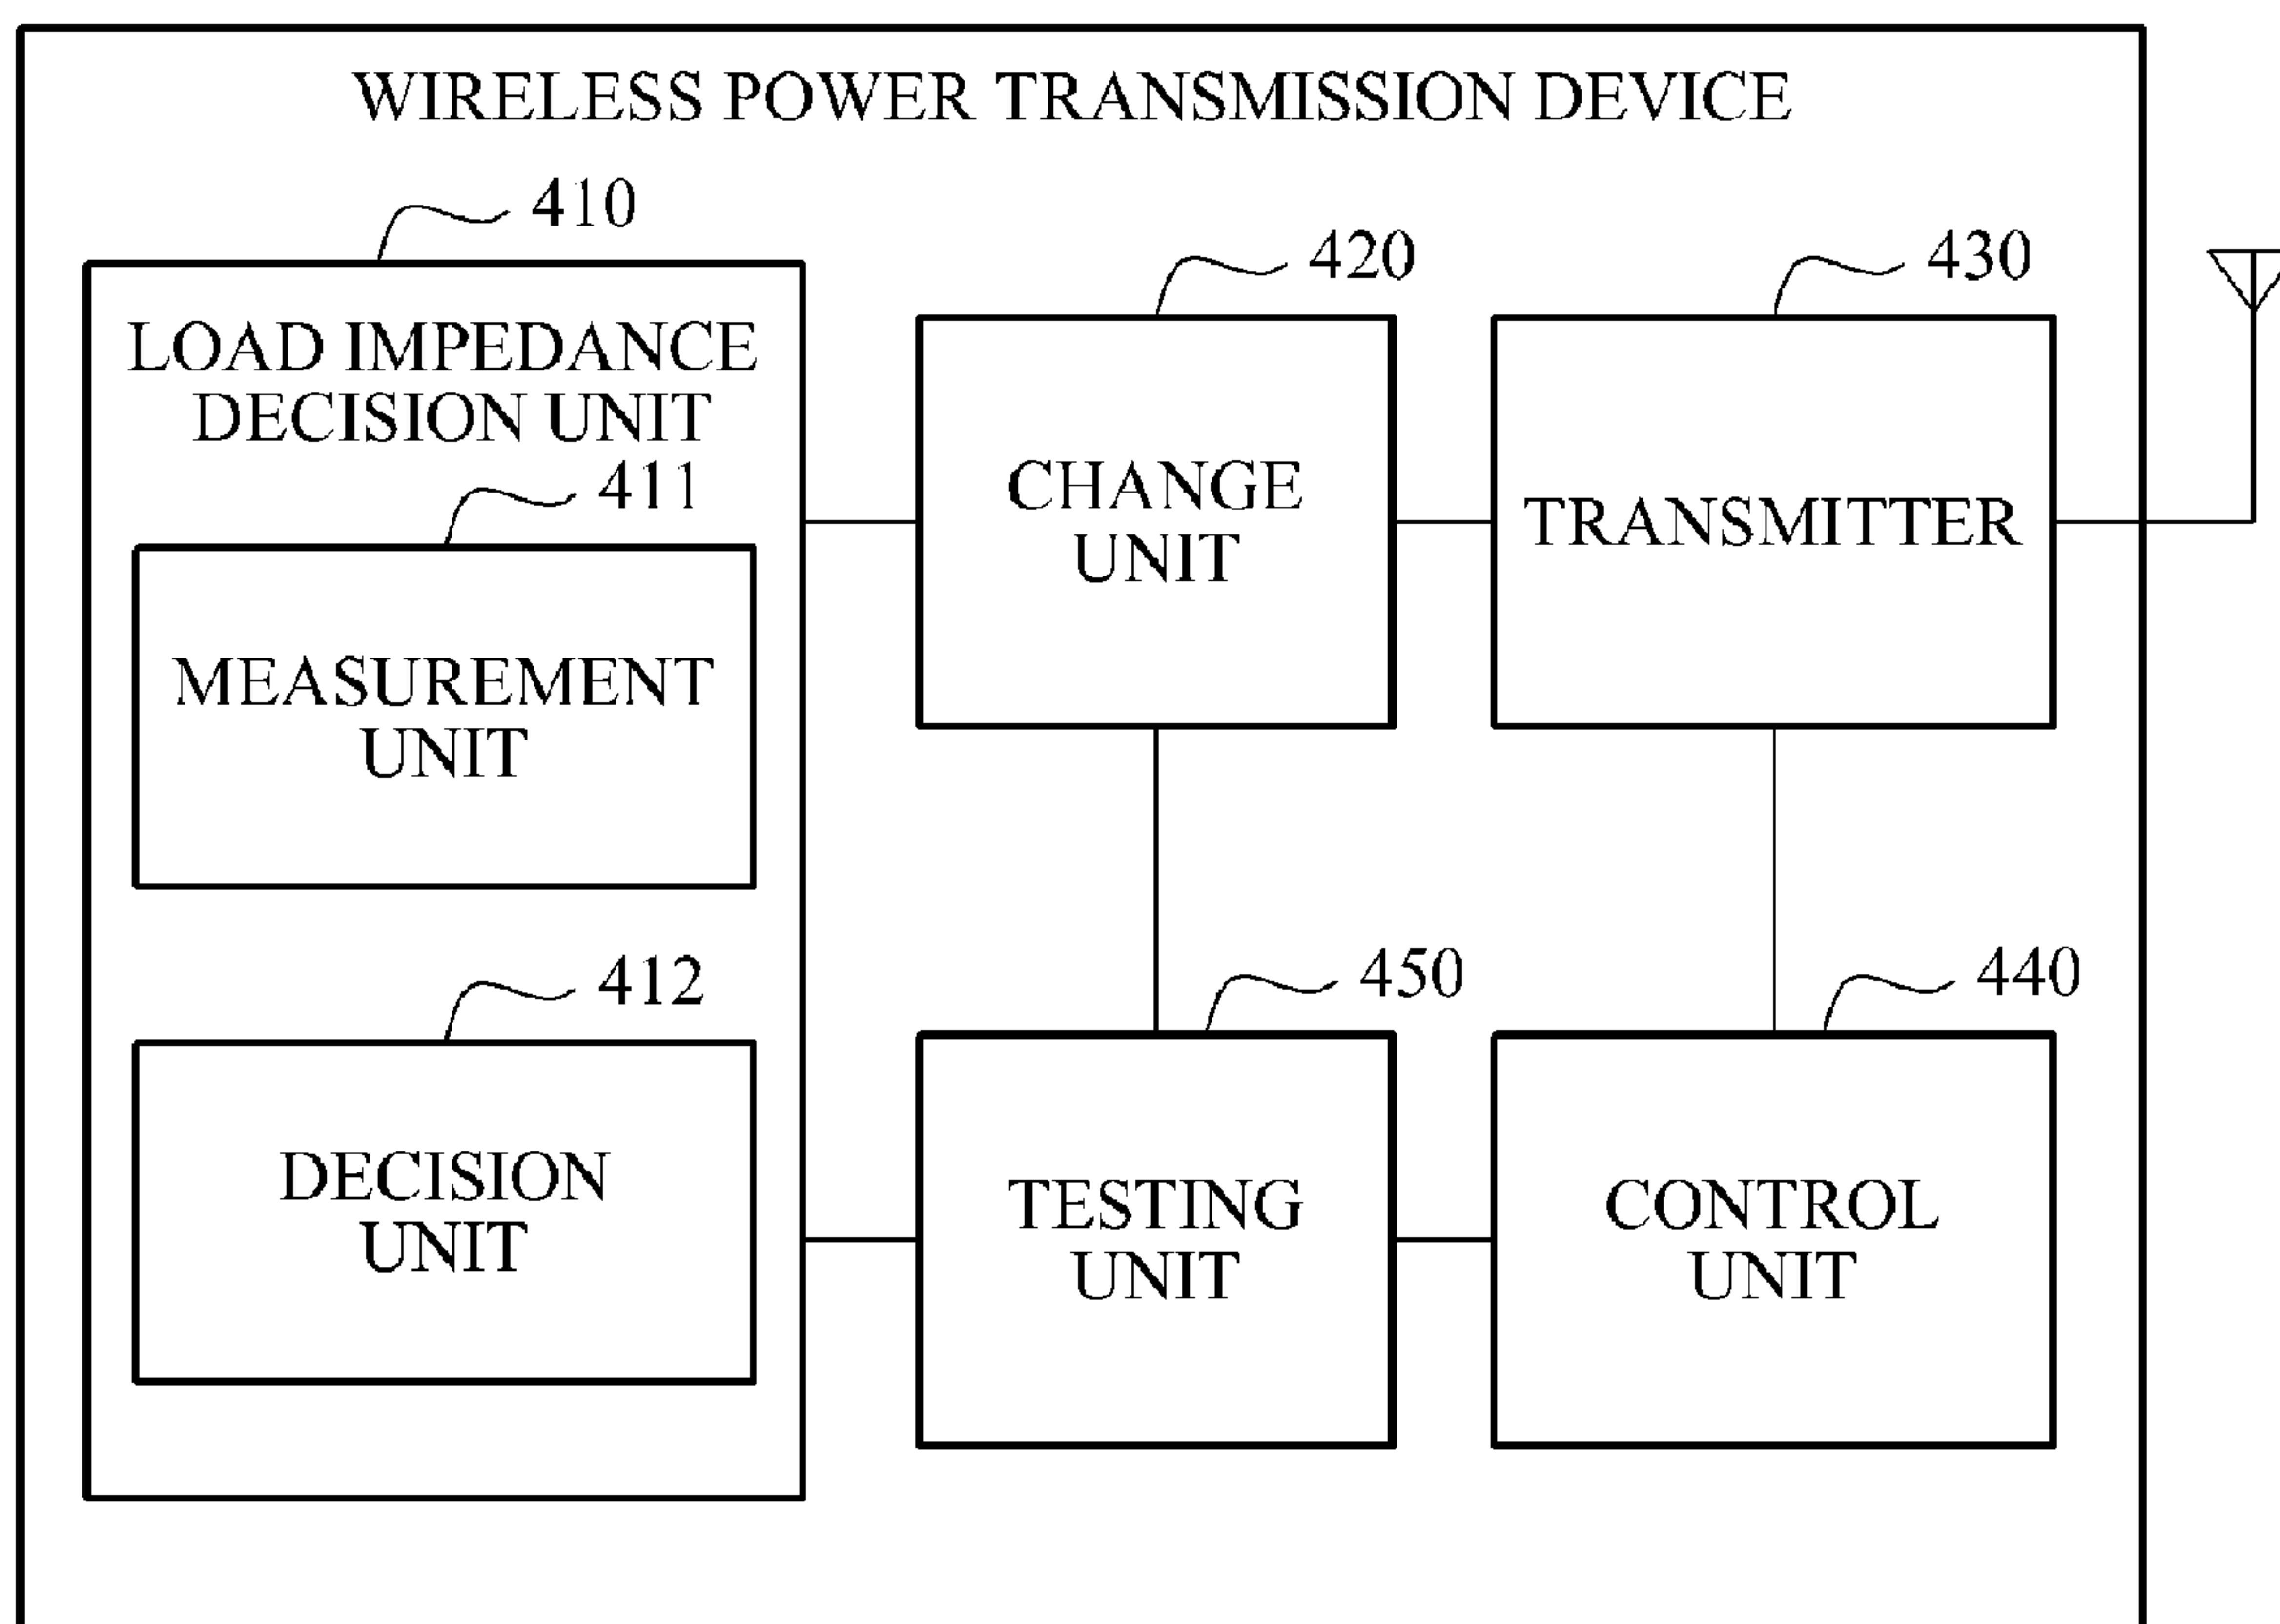 WIRELESS POWER TRANSMISSION DEVICE
410
LOAD IMPEDANCE
DECISION UNIT
411
MEASUREMENT
UNIT
412
DECISION
UNIT
420
CHANGE
UNIT
430
TRANSMITTER
450
TESTING
UNIT
440
CONTROL
UNIT